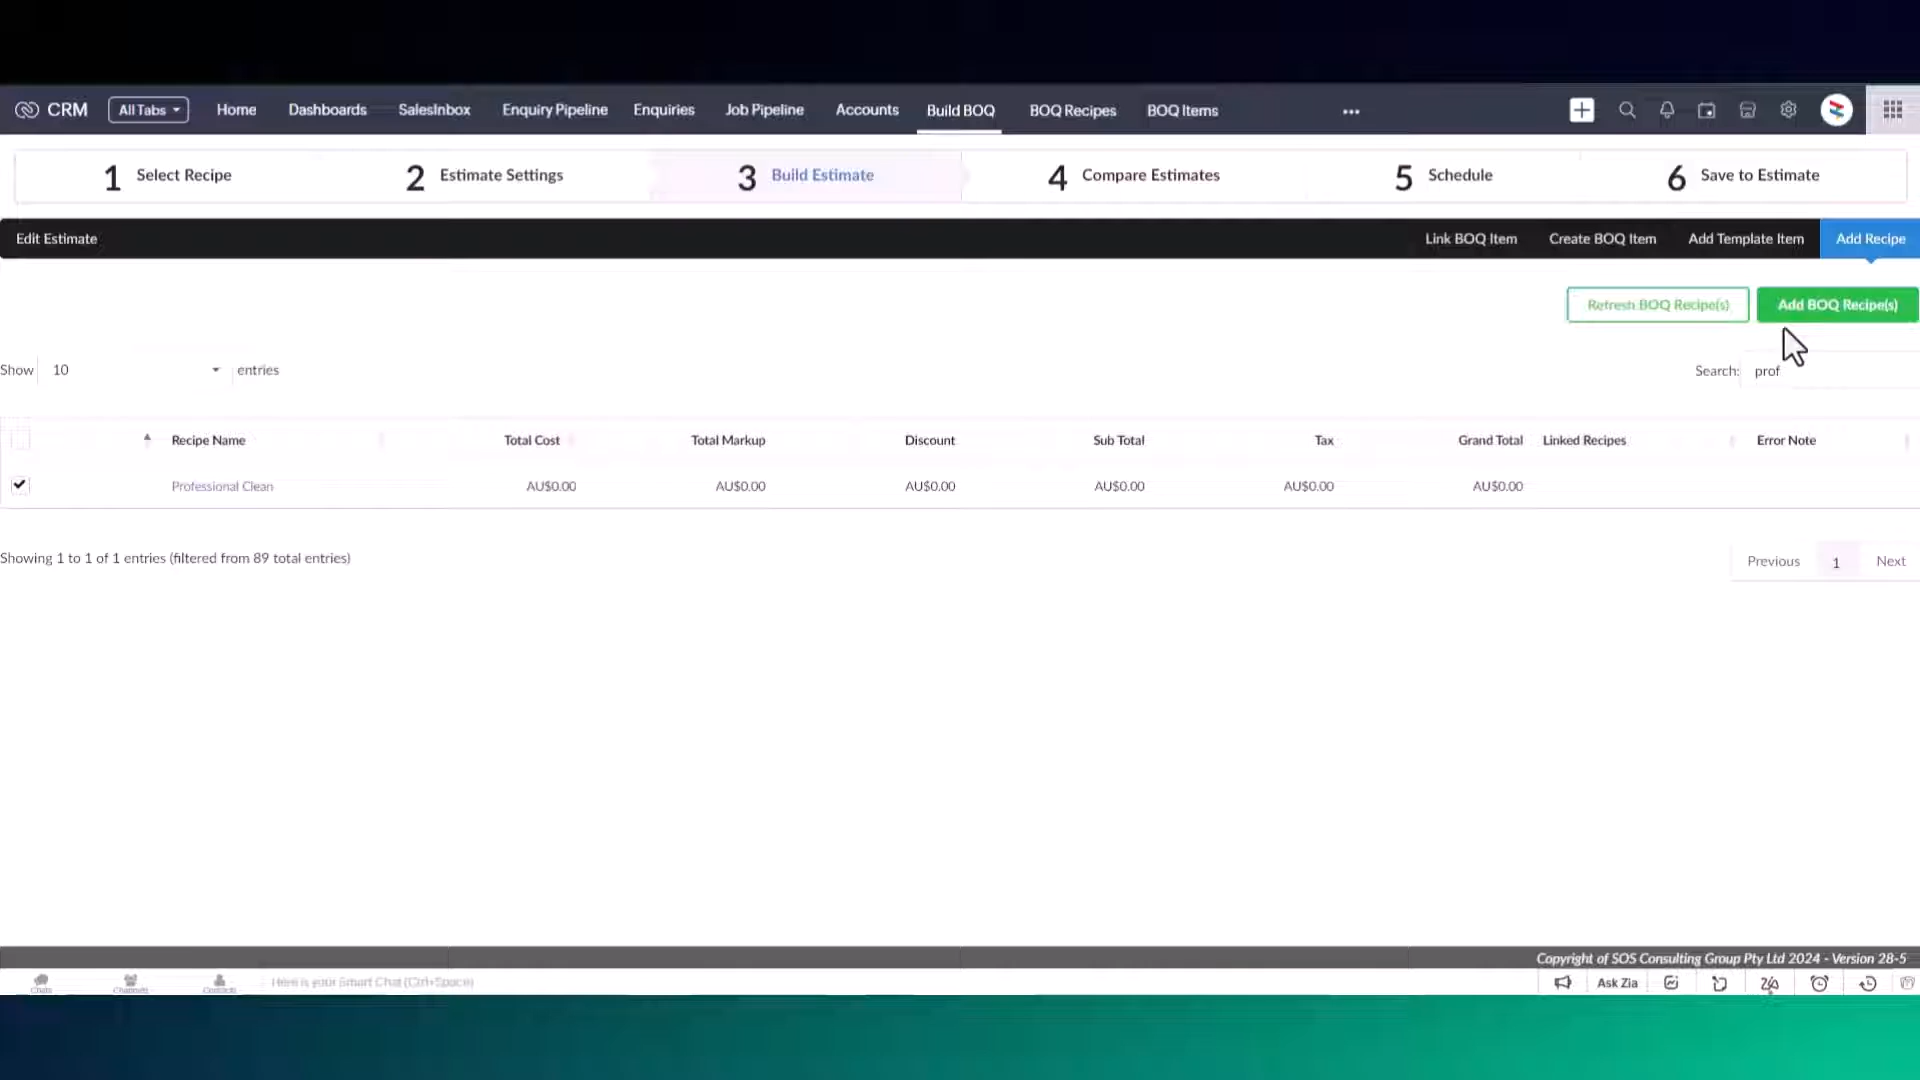 CRM All Tabs Home Dashboards SalesInbox Enquiry Pipeline Enquiries Job Pipeline Accounts Build BOQ BOQ Recipes BOQ Items ...
1 Select Recipe 2 Estimate Settings 3 Build Estimate 4 Compare Estimates 5 Schedule 6 Save to Estimate
Edit Estimate Link BOQ Item Create BOQ Item Add Template Item Add Recipe
Refresh BOQ Recipe(s) Add BOQ Recipe(s)
Show 10 entries Search: prof
Recipe Name Total Cost Total Markup Discount Sub Total Tax Grand Total Linked Recipes Error Note
Professional Clean AU$0.00 AU$0.00 AU$0.00 AU$0.00 AU$0.00 AU$0.00
Showing 1 to 1 of 1 entries (filtered from 89 total entries) Previous 1 Next
Copyright of SOS Consulting Group Pty Ltd 2024 - Version 28-5
Chats Channels Contacts Here is your Smart Chat (Ctrl+Space) Ask Zia